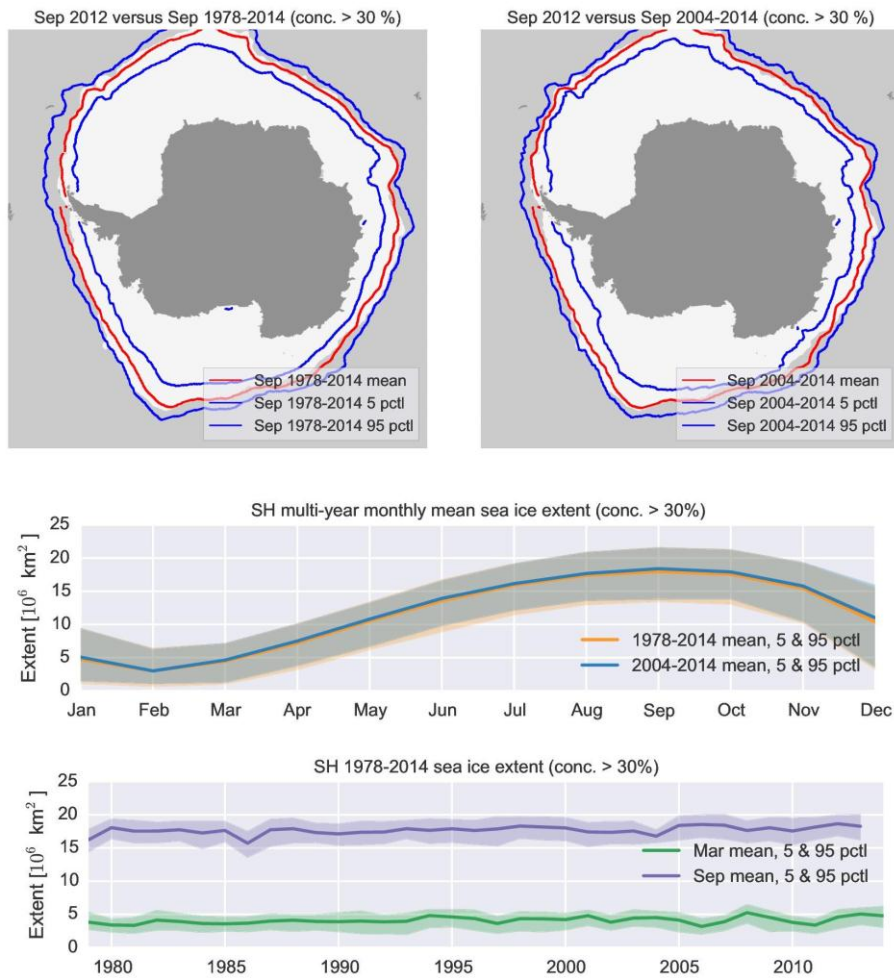 Sep 2012 versus Sep 1978-2014 (conc. > 30 %)
Sep 1978-2014 mean
Sep 1978-2014 5 pctl
Sep 1978-2014 95 pctl
Sep 2012 versus Sep 2004-2014 (conc. > 30 %)
Sep 2004-2014 mean
Sep 2004-2014 5 pctl
Sep 2004-2014 95 pctl
SH multi-year monthly mean sea ice extent (conc. > 30%)
Extent [10⁶ km²]
25
20
15
10
5
0
1978-2014 mean, 5 & 95 pctl
2004-2014 mean, 5 & 95 pctl
Jan Feb Mar Apr May Jun Jul Aug Sep Oct Nov Dec
SH 1978-2014 sea ice extent (conc. > 30%)
Extent [10⁶ km²]
25
20
15
10
5
0
Mar mean, 5 & 95 pctl
Sep mean, 5 & 95 pctl
1980 1985 1990 1995 2000 2005 2010